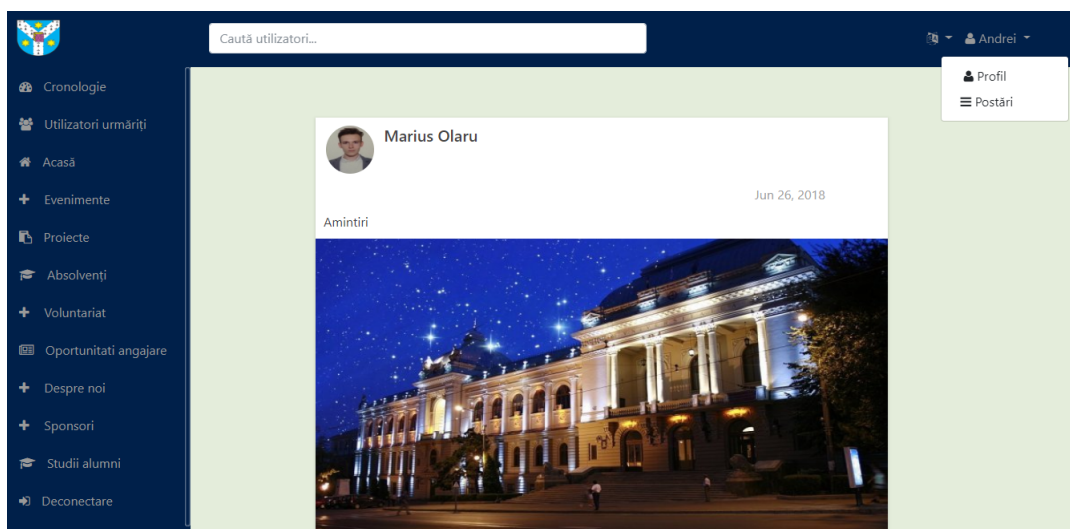 Caută utilizatori...
Andrei
Profil
Postări
Cronologie
Utilizatori urmăriți
Acasă
Evenimente
Proiecte
Absolvenți
Voluntariat
Oportunitati angajare
Despre noi
Sponsori
Studii alumni
Deconectare
Marius Olaru
Jun 26, 2018
Amintiri